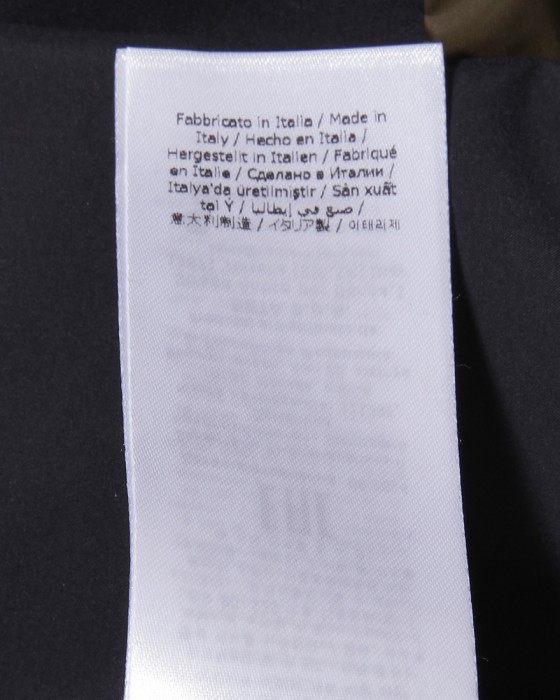 Fabbricato in Italia / Made in
Italy / Hecho en Italia /
Hergestellt in Italien / Fabriqué
en Italie / Сделано в Италии /
Italya'da üretilmiştir / Sản xuất
tại Ý / صنع في إيطاليا /
意大利制造 / イタリア製 / 이태리제